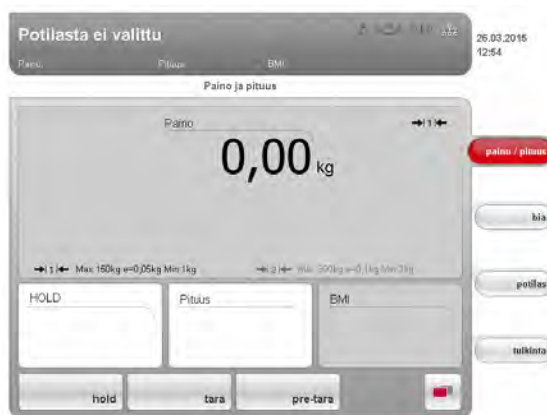 Potilasta ei valittu
26.03.2015
12:54
Paino: Pituus: BMI:
Paino ja pituus
Paino
0,00 kg
→|1|←
→|1|← Max 150kg e=0,05kg Min 1kg
→|2|←
HOLD Pituus BMI
hold tara pre-tara
paino / pituus
bia
potilas
tulkinta